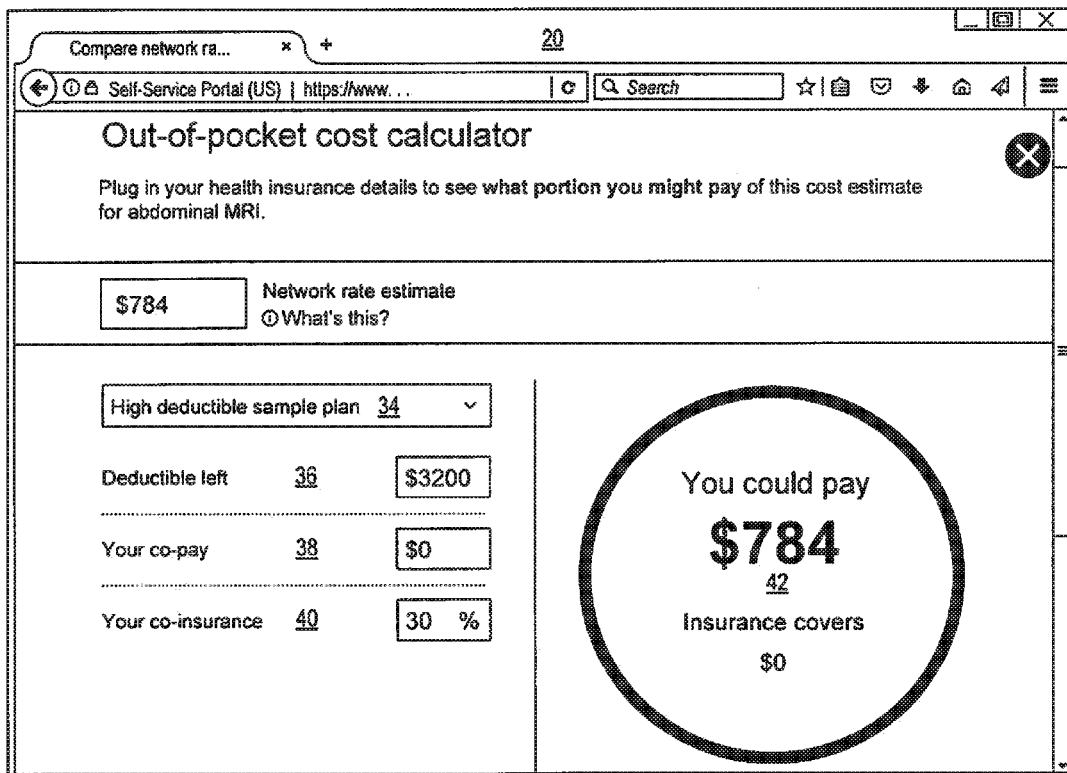 Compare network ra... × +
20
Self-Service Portal (US) | https://www. . .
Search
Out-of-pocket cost calculator
Plug in your health insurance details to see what portion you might pay of this cost estimate
for abdominal MRI.
$784
Network rate estimate
What's this?
High deductible sample plan 34
Deductible left 36 $3200
Your co-pay 38 $0
Your co-insurance 40 30 %
You could pay
$784
42
Insurance covers
$0